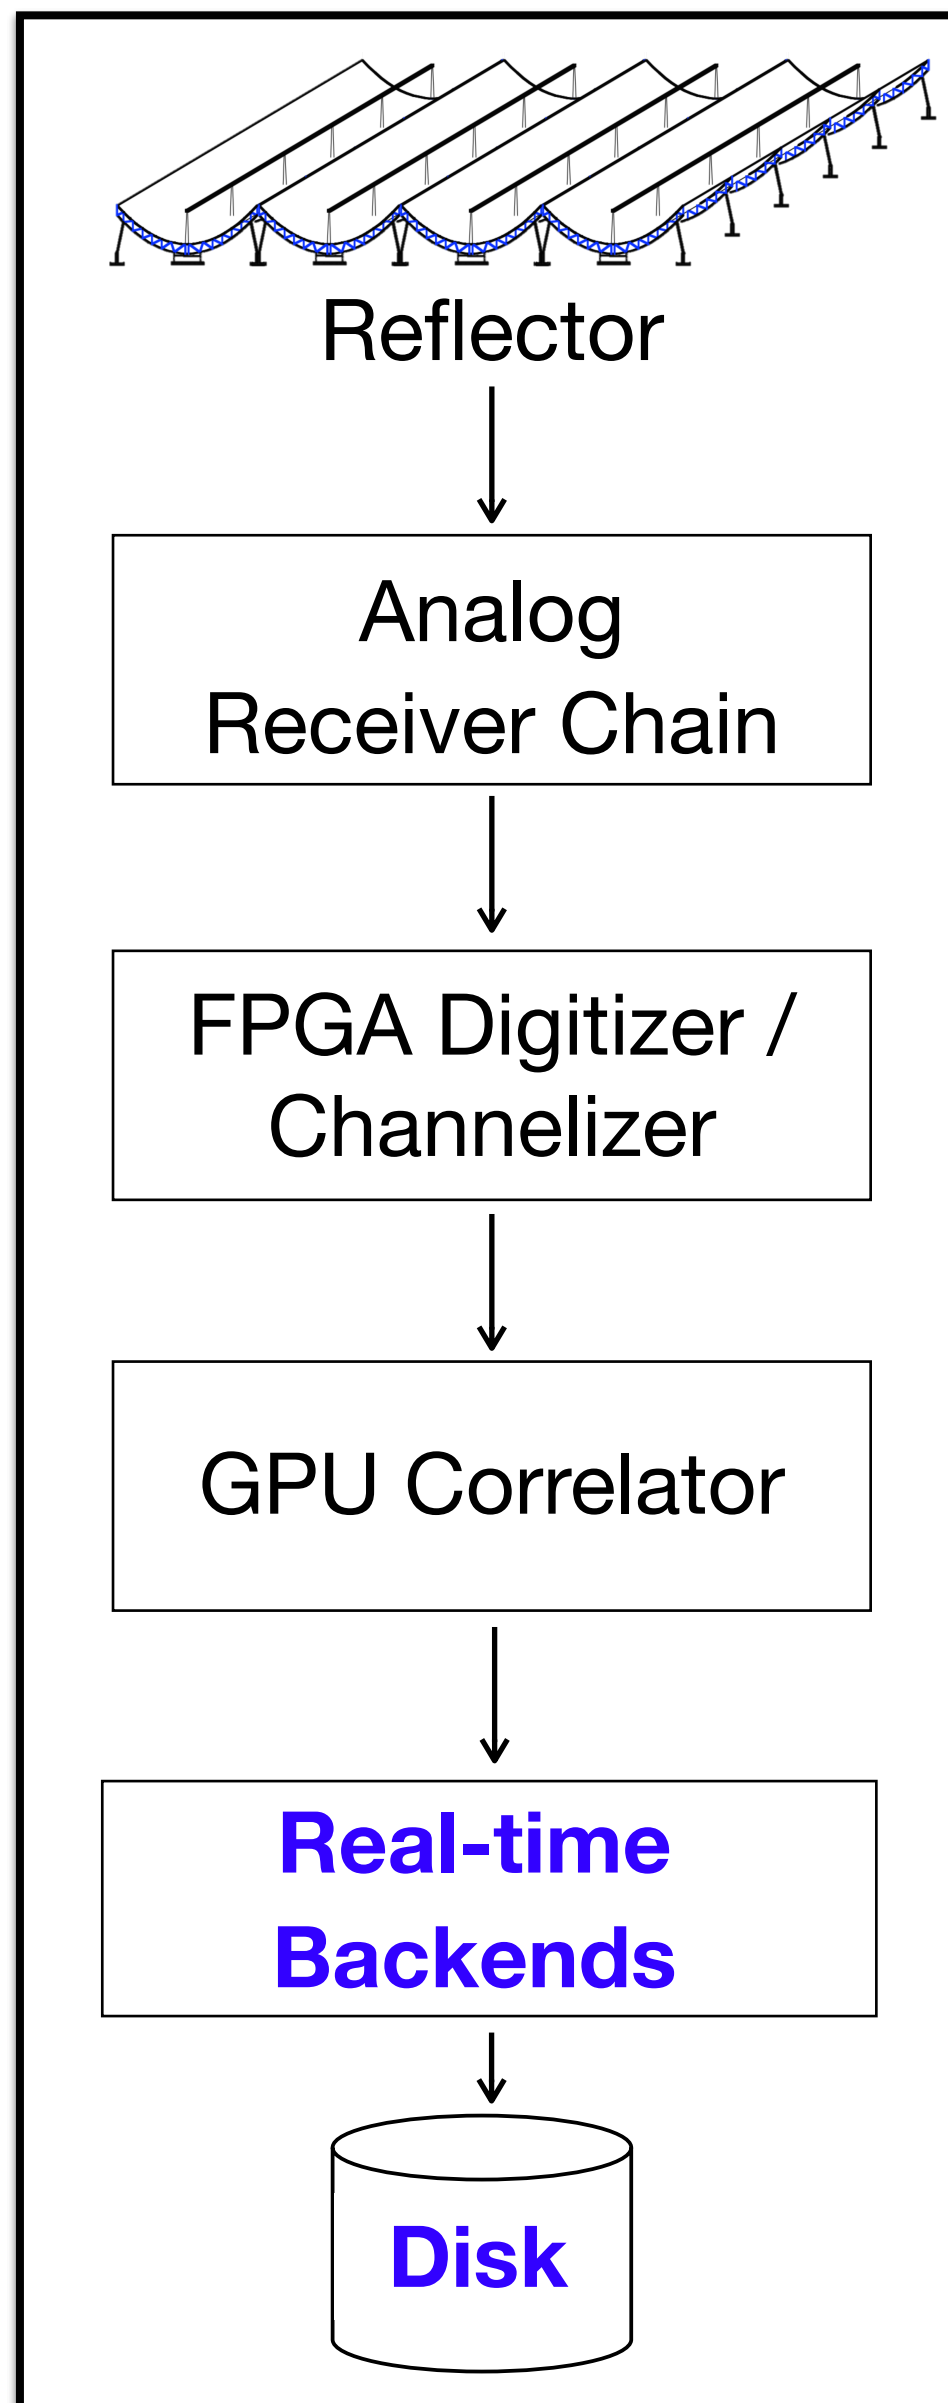 Reflector
Analog
Receiver Chain
FPGA Digitizer /
Channelizer
GPU Correlator
Real-time
Backends
Disk